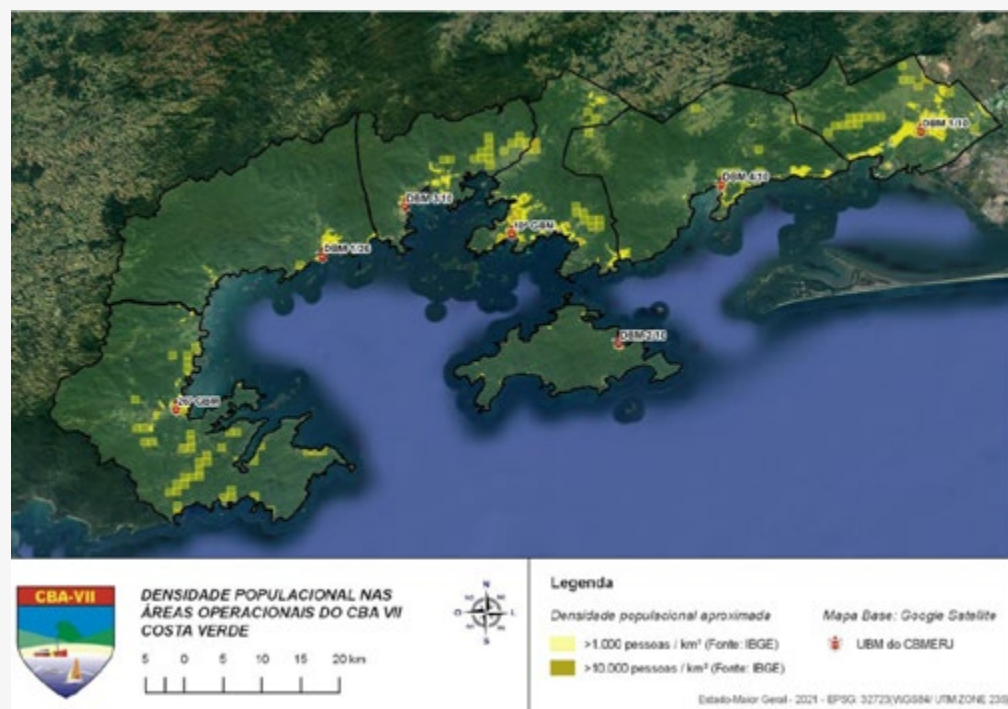 DBM 1/10
DBM 4/10
DBM 3/10
10º GBM
DBM 1/26
DBM 2/10
26º GBM
CBA-VII
DENSIDADE POPULACIONAL NAS
ÁREAS OPERACIONAIS DO CBA VII
COSTA VERDE
5 0 5 10 15 20 km
N
O L
S
Legenda
Densidade populacional aproximada
>1.000 pessoas / km² (Fonte: IBGE)
>10.000 pessoas / km² (Fonte: IBGE)
Mapa Base: Google Satellite
UBM do CBMERJ
Estado-Maior Geral - 2021 - EPSG: 32723(WGS84/ UTM ZONE 23S